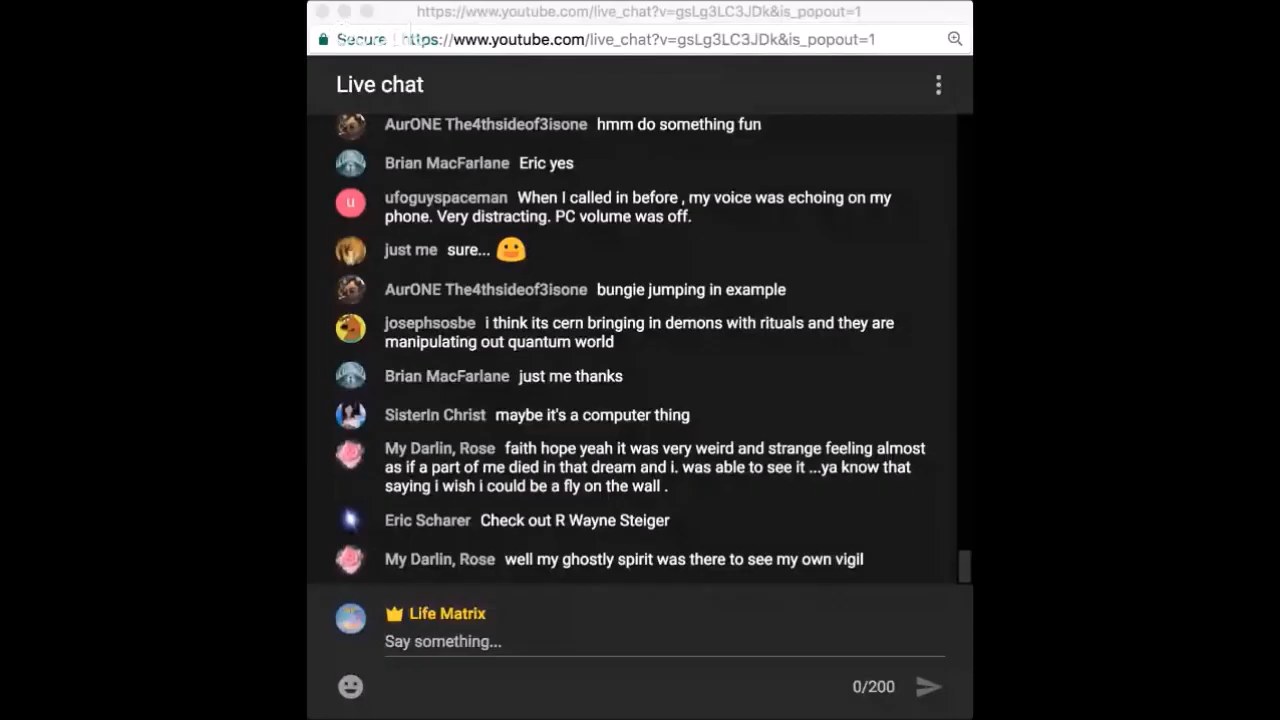 https://www.youtube.com/live_chat?v=gsLg3LC3JDk&is_popout=1
Secure https://www.youtube.com/live_chat?v=gsLg3LC3JDk&is_popout=1
Live chat
AurONE The4thsideof3isone hmm do something fun
Brian MacFarlane Eric yes
u
ufoguyspaceman When I called in before , my voice was echoing on my
phone. Very distracting. PC volume was off.
just me sure...
AurONE The4thsideof3isone bungie jumping in example
josephsosbe i think its cern bringing in demons with rituals and they are
manipulating out quantum world
Brian MacFarlane just me thanks
SisterIn Christ maybe it's a computer thing
My Darlin, Rose faith hope yeah it was very weird and strange feeling almost
as if a part of me died in that dream and i. was able to see it ...ya know that
saying i wish i could be a fly on the wall .
Eric Scharer Check out R Wayne Steiger
My Darlin, Rose well my ghostly spirit was there to see my own vigil
Life Matrix
Say something...
0/200